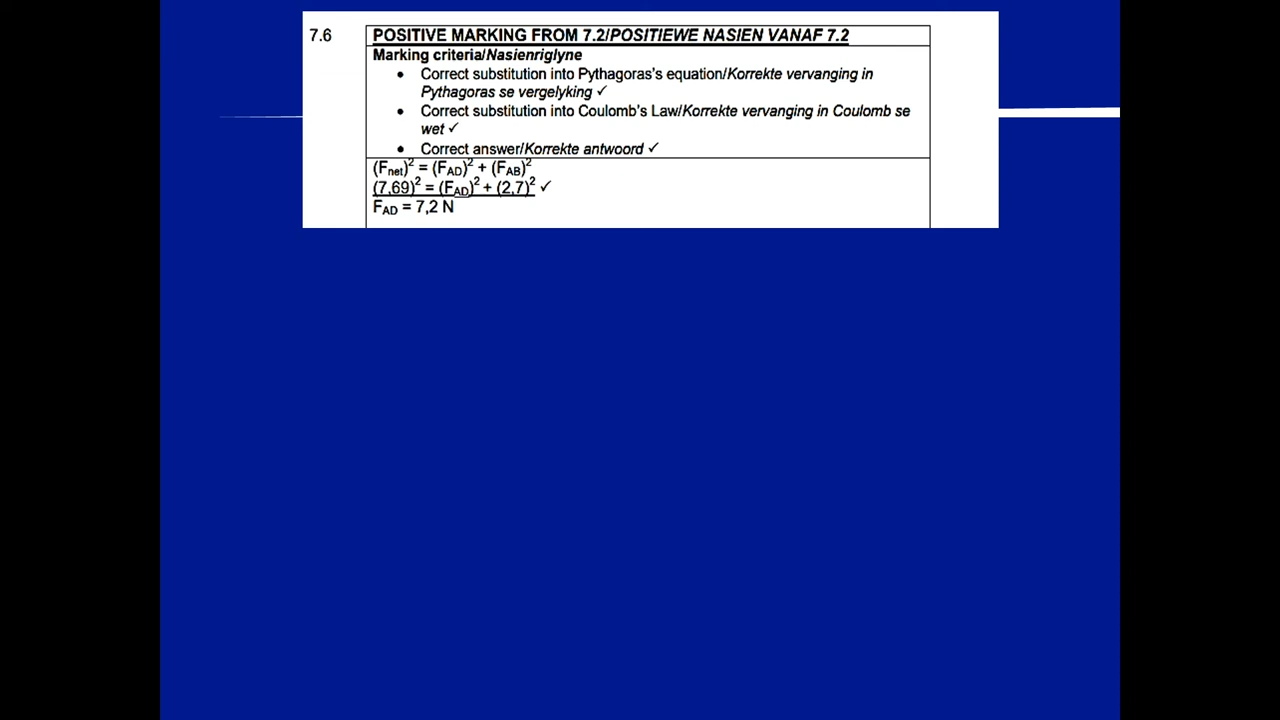 7.6 POSITIVE MARKING FROM 7.2/POSITIEWE NASIEN VANAF 7.2
Marking criteria/Nasienriglyne
• Correct substitution into Pythagoras's equation/Korrekte vervanging in
Pythagoras se vergelyking ✓
• Correct substitution into Coulomb's Law/Korrekte vervanging in Coulomb se
wet ✓
• Correct answer/Korrekte antwoord ✓
(Fnet)² = (FAD)² + (FAB)²
(7,69)² = (FAD)² + (2,7)² ✓
FAD = 7,2 N